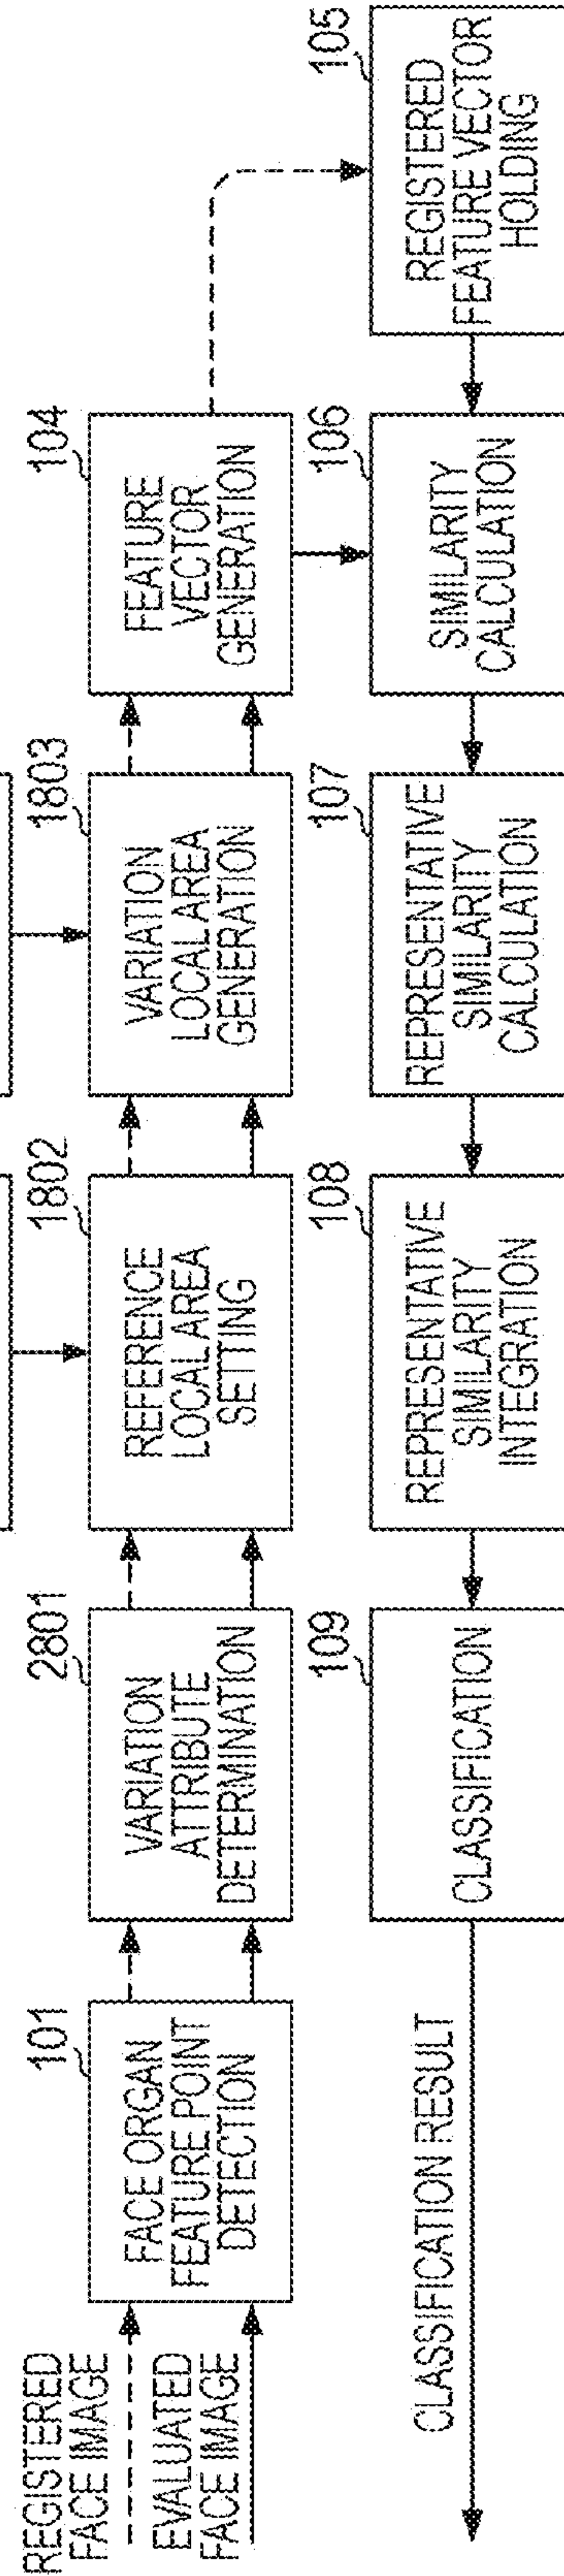 REGISTERED
FACE IMAGE
EVALUATED
FACE IMAGE
101
FACE ORGAN
FEATURE POINT
DETECTION
2801
VARIATION
ATTRIBUTE
DETERMINATION
1802
REFERENCE
LOCAL AREA
SETTING
1803
VARIATION
LOCAL AREA
GENERATION
104
FEATURE
VECTOR
GENERATION
105
REGISTERED
FEATURE VECTOR
HOLDING
106
SIMILARITY
CALCULATION
107
REPRESENTATIVE
SIMILARITY
CALCULATION
108
REPRESENTATIVE
SIMILARITY
INTEGRATION
109
CLASSIFICATION
CLASSIFICATION RESULT